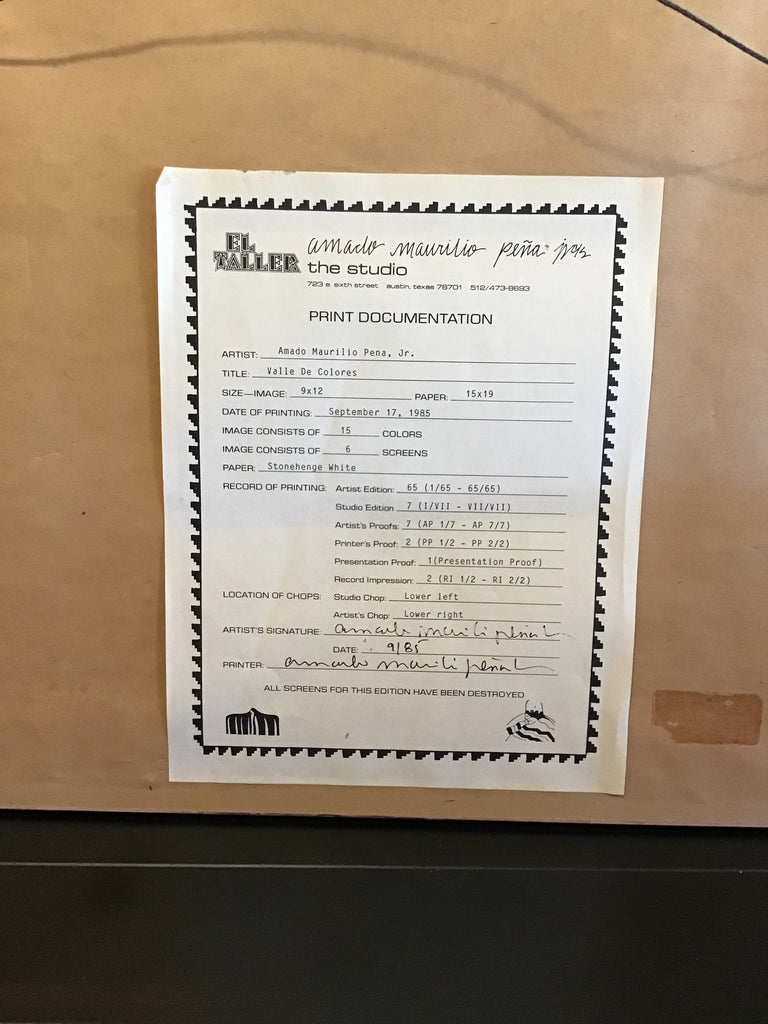 EL TALLER
amado maurilio peña jr
the studio
723 e. sixth street austin, texas 78701 512/473-8693
PRINT DOCUMENTATION
ARTIST: Amado Maurilio Pena, Jr.
TITLE: Valle De Colores
SIZE—IMAGE: 9x12 PAPER: 15x19
DATE OF PRINTING: September 17, 1985
IMAGE CONSISTS OF 15 COLORS
IMAGE CONSISTS OF 6 SCREENS
PAPER: Stonehenge White
RECORD OF PRINTING: Artist Edition: 65 (1/65 - 65/65)
Studio Edition 7 (I/VII - VII/VII)
Artist's Proofs: 7 (AP 1/7 - AP 7/7)
Printer's Proof: 2 (PP 1/2 - PP 2/2)
Presentation Proof: 1(Presentation Proof)
Record Impression: 2 (RI 1/2 - RI 2/2)
LOCATION OF CHOPS: Studio Chop: Lower left
Artist's Chop: Lower right
ARTIST'S SIGNATURE: amado maurilio peña
DATE: 9/85
PRINTER: amado maurilio peña
ALL SCREENS FOR THIS EDITION HAVE BEEN DESTROYED